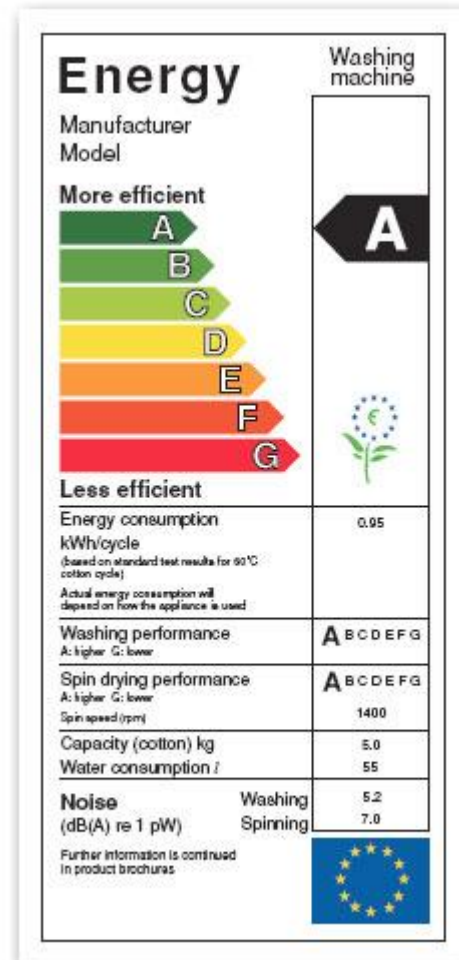 Energy
Washing
machine
Manufacturer
Model
More efficient
A
A
B
C
D
E
F
G
Less efficient
Energy consumption
0.95
kWh/cycle
(based on standard test results for 60°C
cotton cycle)
Actual energy consumption will
depend on how the appliance is used
Washing performance
A B C D E F G
A: higher G: lower
Spin drying performance
A B C D E F G
A: higher G: lower
Spin speed (rpm)
1400
Capacity (cotton) kg
5.0
Water consumption l
55
Noise
Washing
5.2
(dB(A) re 1 pW)
Spinning
7.0
Further information is continued
in product brochures